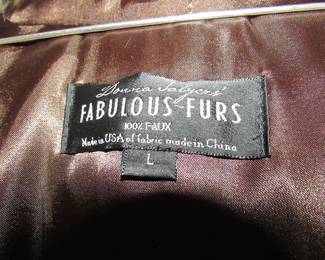 Donna Salyers'
FABULOUS-FURS
100% FAUX
Made in USA of fabric made in China
L